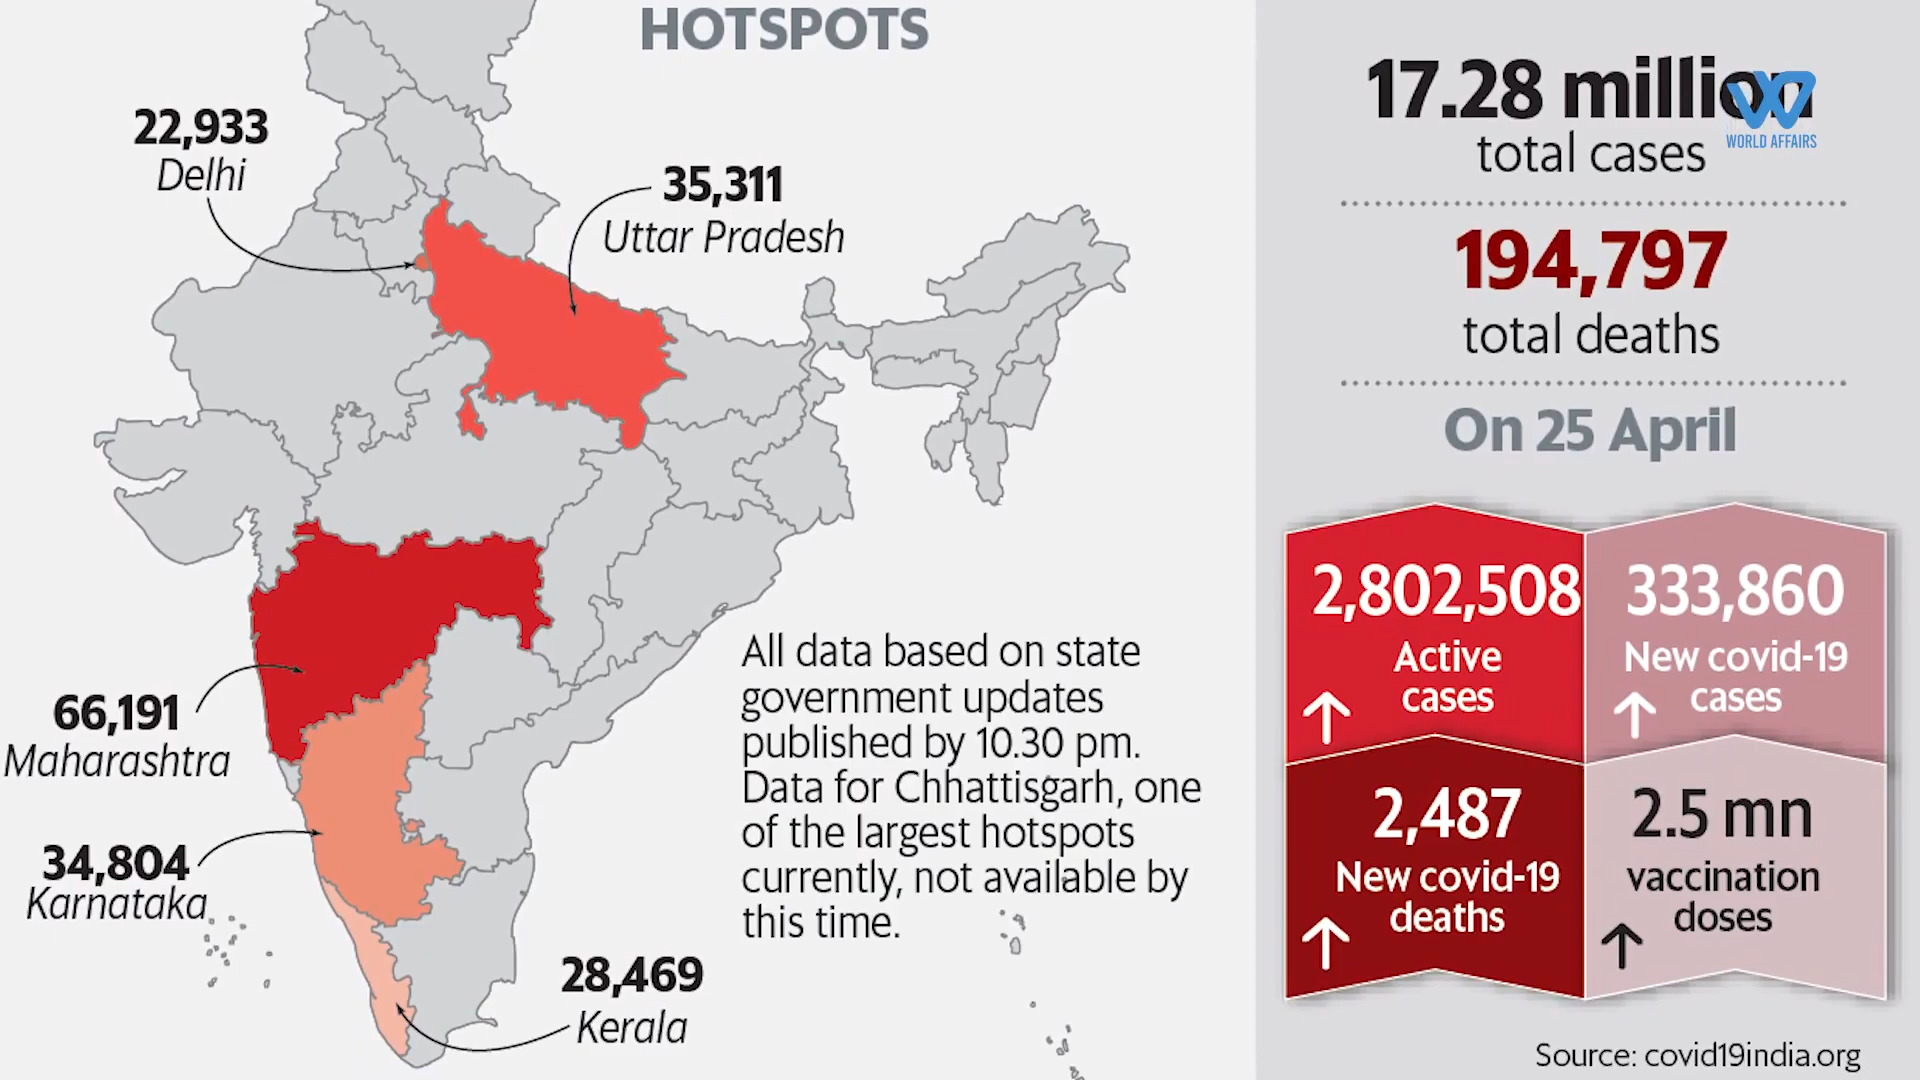 HOTSPOTS
22,933
Delhi
35,311
Uttar Pradesh
66,191
Maharashtra
34,804
Karnataka
28,469
Kerala
All data based on state
government updates
published by 10.30 pm.
Data for Chhattisgarh, one
of the largest hotspots
currently, not available by
this time.
17.28 million
total cases
W
WORLD AFFAIRS
194,797
total deaths
On 25 April
2,802,508
Active
cases
333,860
New covid-19
cases
2,487
New covid-19
deaths
2.5 mn
vaccination
doses
Source: covid19india.org